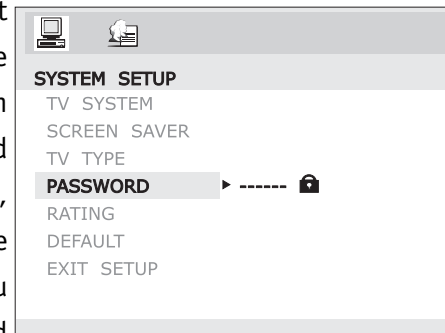 SYSTEM SETUP
TV SYSTEM
SCREEN SAVER
TV TYPE
PASSWORD ------
RATING
DEFAULT
EXIT SETUP